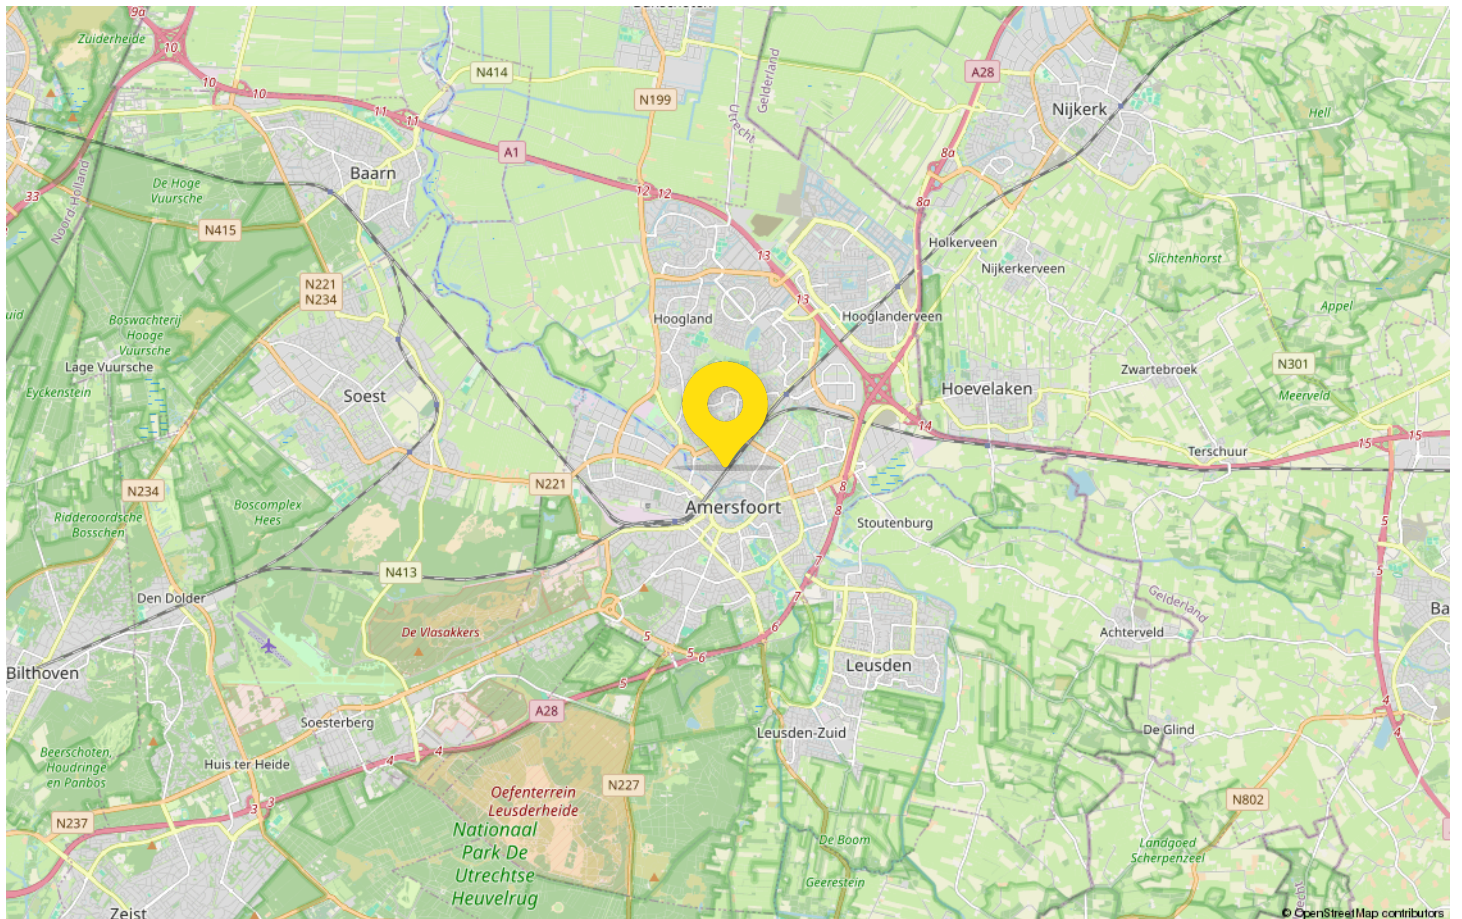 9a
Zuiderheide
10
10
10
N414
11
11
N199
A28
Nijkerk
Gelderland
Utrecht
Hell
A1
8a
Baarn
De Hoge
Vuursche
33
12
12
8a
Noord-Holland
N415
13
Holkerveen
Slichtenhorst
Nijkerkerveen
N221
N234
13
Appel
Hoogland
Hooglanderveen
Boswachterij
Hooge
Vuursche
Lage Vuursche
N301
Zwartebroek
Eyckenstein
Soest
Hoevelaken
Meerveld
14
15
15
Terschuur
N221
N234
8
Boscomplex
Hees
Amersfoort
8
Ridderoordsche
Bosschen
Stoutenburg
5
7
N413
5
Den Dolder
7
Gelderland
Ba
De Vlasakkers
5
6
Achterveld
5
6
Bilthoven
Leusden
5
4
A28
Soesterberg
Leusden-Zuid
De Glind
4
4
4
Beerschoten,
Houdringe
en Panbos
Huis ter Heide
Oefenterrein
Leusderheide
N227
3
3
N802
N237
Nationaal
Park De
Utrechtse
Heuvelrug
De Boom
Landgoed
Scherpenzeel
Geerestein
Zeist
© OpenStreetMap contributors